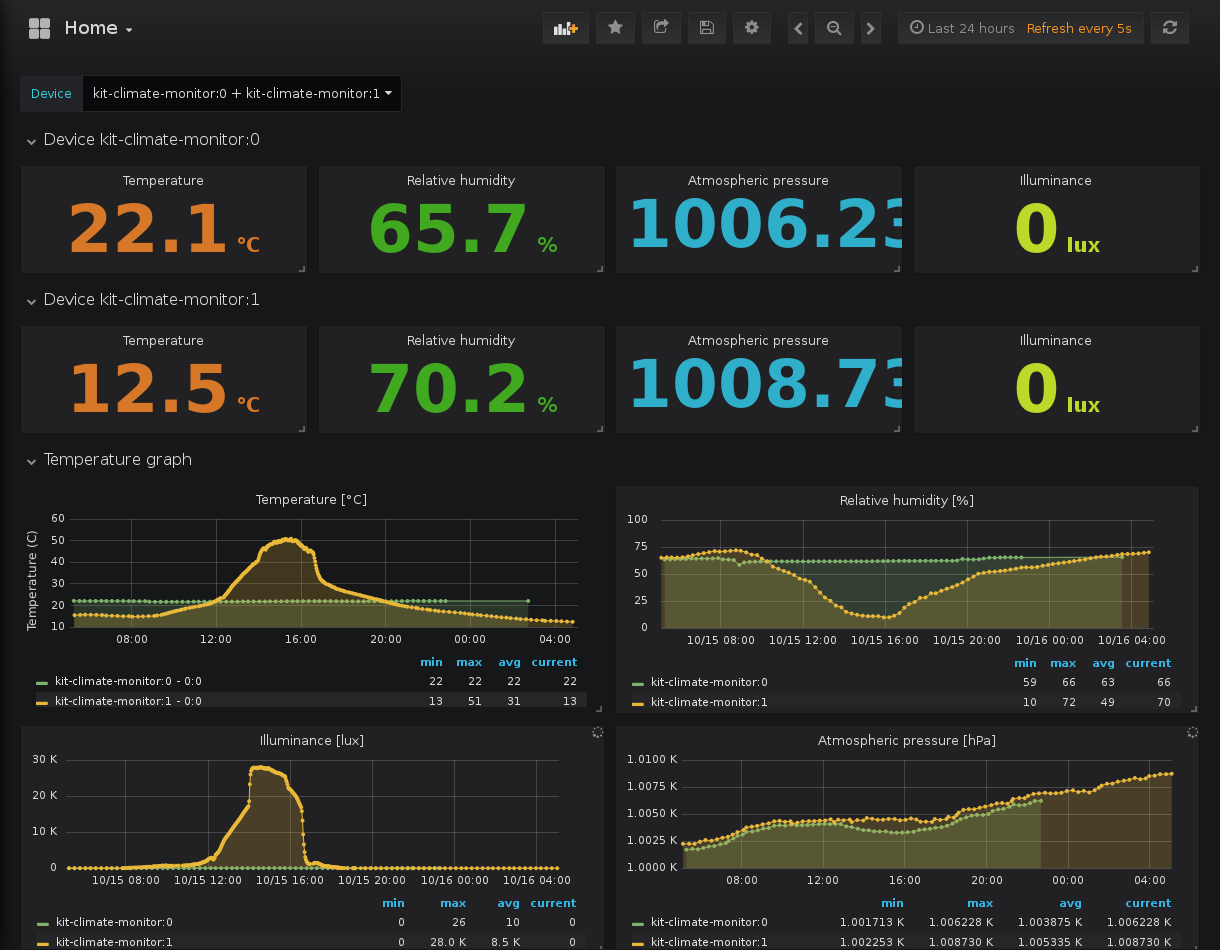 Home
Last 24 hours Refresh every 5s
Device kit-climate-monitor:0 + kit-climate-monitor:1
Device kit-climate-monitor:0
Temperature Relative humidity Atmospheric pressure Illuminance
22.1 °C 65.7 % 1006.23 0 lux
Device kit-climate-monitor:1
Temperature Relative humidity Atmospheric pressure Illuminance
12.5 °C 70.2 % 1008.73 0 lux
Temperature graph
Temperature [°C]
Temperature (C)
60
50
40
30
20
10
08:00 12:00 16:00 20:00 00:00 04:00
min max avg current
kit-climate-monitor:0 - 0:0 22 22 22 22
kit-climate-monitor:1 - 0:0 13 51 31 13
Relative humidity [%]
100
75
50
25
0
10/15 08:00 10/15 12:00 10/15 16:00 10/15 20:00 10/16 00:00 10/16 04:00
min max avg current
kit-climate-monitor:0 59 66 63 66
kit-climate-monitor:1 10 72 49 70
Illuminance [lux]
30 K
20 K
10 K
0
10/15 08:00 10/15 12:00 10/15 16:00 10/15 20:00 10/16 00:00 10/16 04:00
min max avg current
kit-climate-monitor:0 0 26 10 0
kit-climate-monitor:1 0 28.0 K 8.5 K 0
Atmospheric pressure [hPa]
1.0100 K
1.0075 K
1.0050 K
1.0025 K
1.0000 K
08:00 12:00 16:00 20:00 00:00 04:00
min max avg current
kit-climate-monitor:0 1.001713 K 1.006228 K 1.003875 K 1.006228 K
kit-climate-monitor:1 1.002253 K 1.008730 K 1.005335 K 1.008730 K